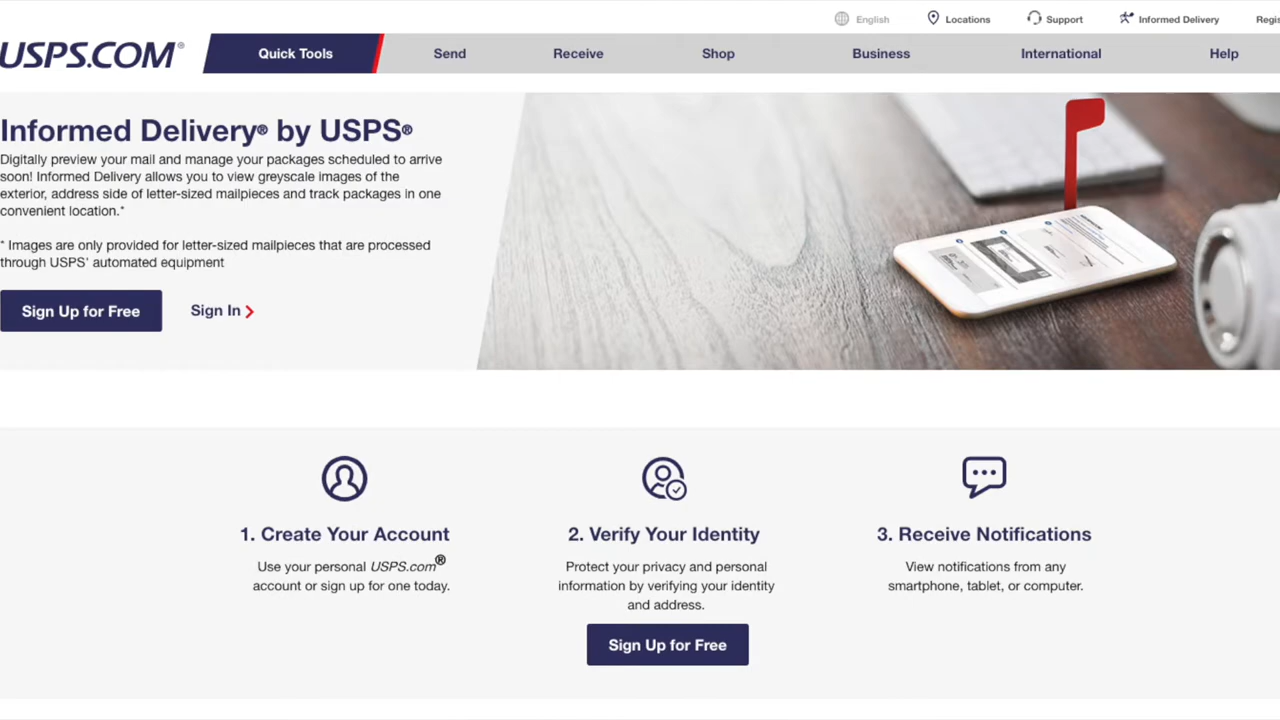 English Locations Support Informed Delivery Regis
USPS.COM® Quick Tools Send Receive Shop Business International Help
Informed Delivery® by USPS®
Digitally preview your mail and manage your packages scheduled to arrive
soon! Informed Delivery allows you to view greyscale images of the
exterior, address side of letter-sized mailpieces and track packages in one
convenient location.*
* Images are only provided for letter-sized mailpieces that are processed
through USPS' automated equipment
Sign Up for Free Sign In
1. Create Your Account
Use your personal USPS.com®
account or sign up for one today.
2. Verify Your Identity
Protect your privacy and personal
information by verifying your identity
and address.
Sign Up for Free
3. Receive Notifications
View notifications from any
smartphone, tablet, or computer.